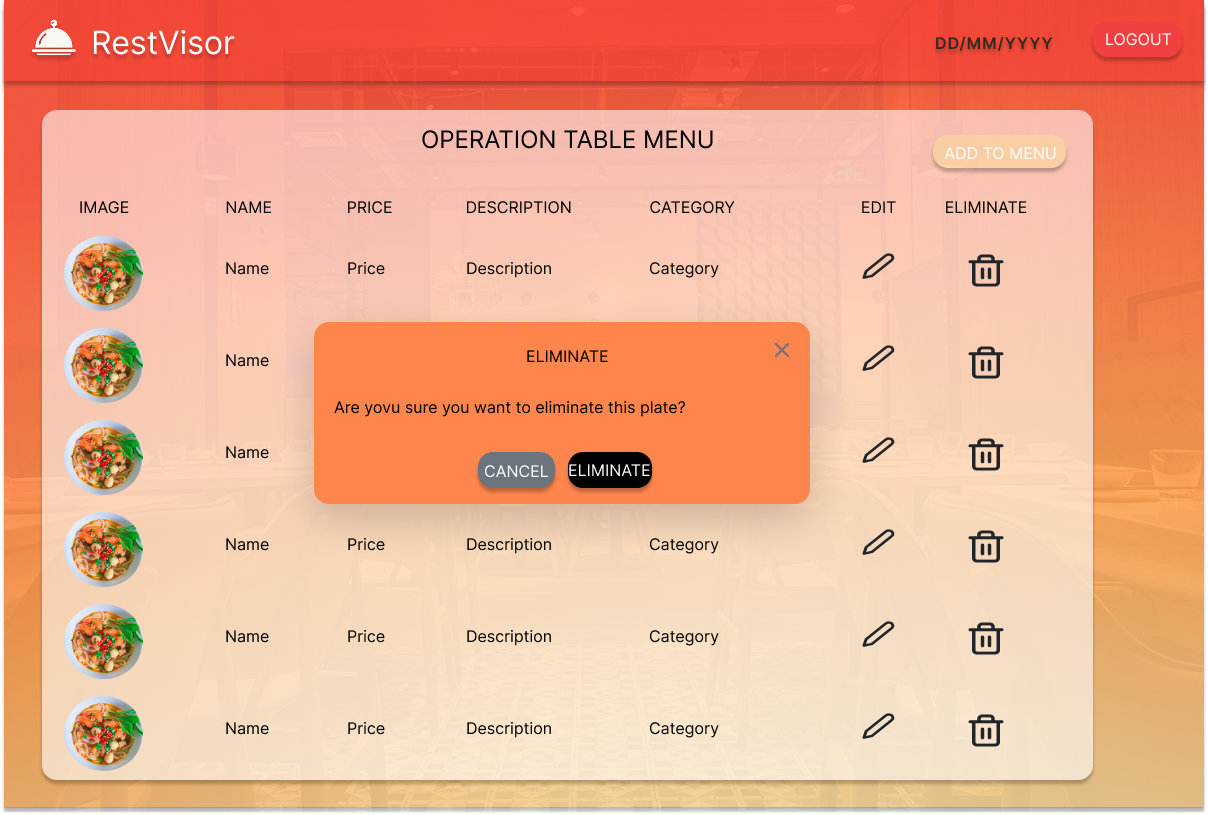 RestVisor
DD/MM/YYYY
LOGOUT
OPERATION TABLE MENU
ADD TO MENU
IMAGE NAME PRICE DESCRIPTION CATEGORY EDIT ELIMINATE
Name Price Description Category
Name
ELIMINATE
Are yovu sure you want to eliminate this plate?
Name
CANCEL ELIMINATE
Name Price Description Category
Name Price Description Category
Name Price Description Category